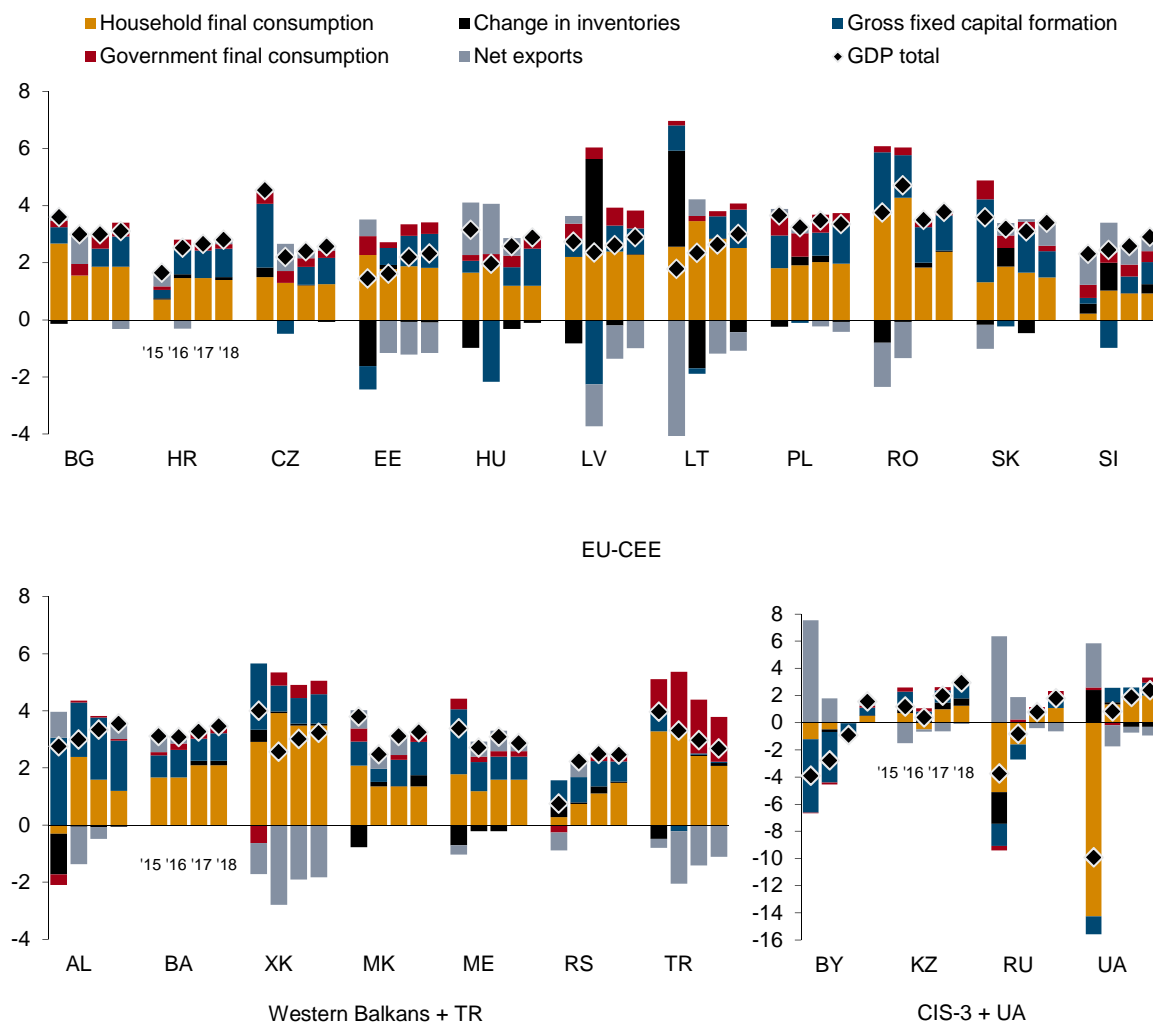 Household final consumption Change in inventories Gross fixed capital formation
Government final consumption Net exports GDP total
8
6
4
2
0
'15 '16 '17 '18
-2
-4
BG HR CZ EE HU LV LT PL RO SK SI
EU-CEE
8
6
4
2
0
'15 '16 '17 '18
-2
-4
AL BA XK MK ME RS TR
Western Balkans + TR
8
6
4
2
0
-2
'15 '16 '17 '18
-4
-6
-8
-10
-12
-14
-16
BY KZ RU UA
CIS-3 + UA